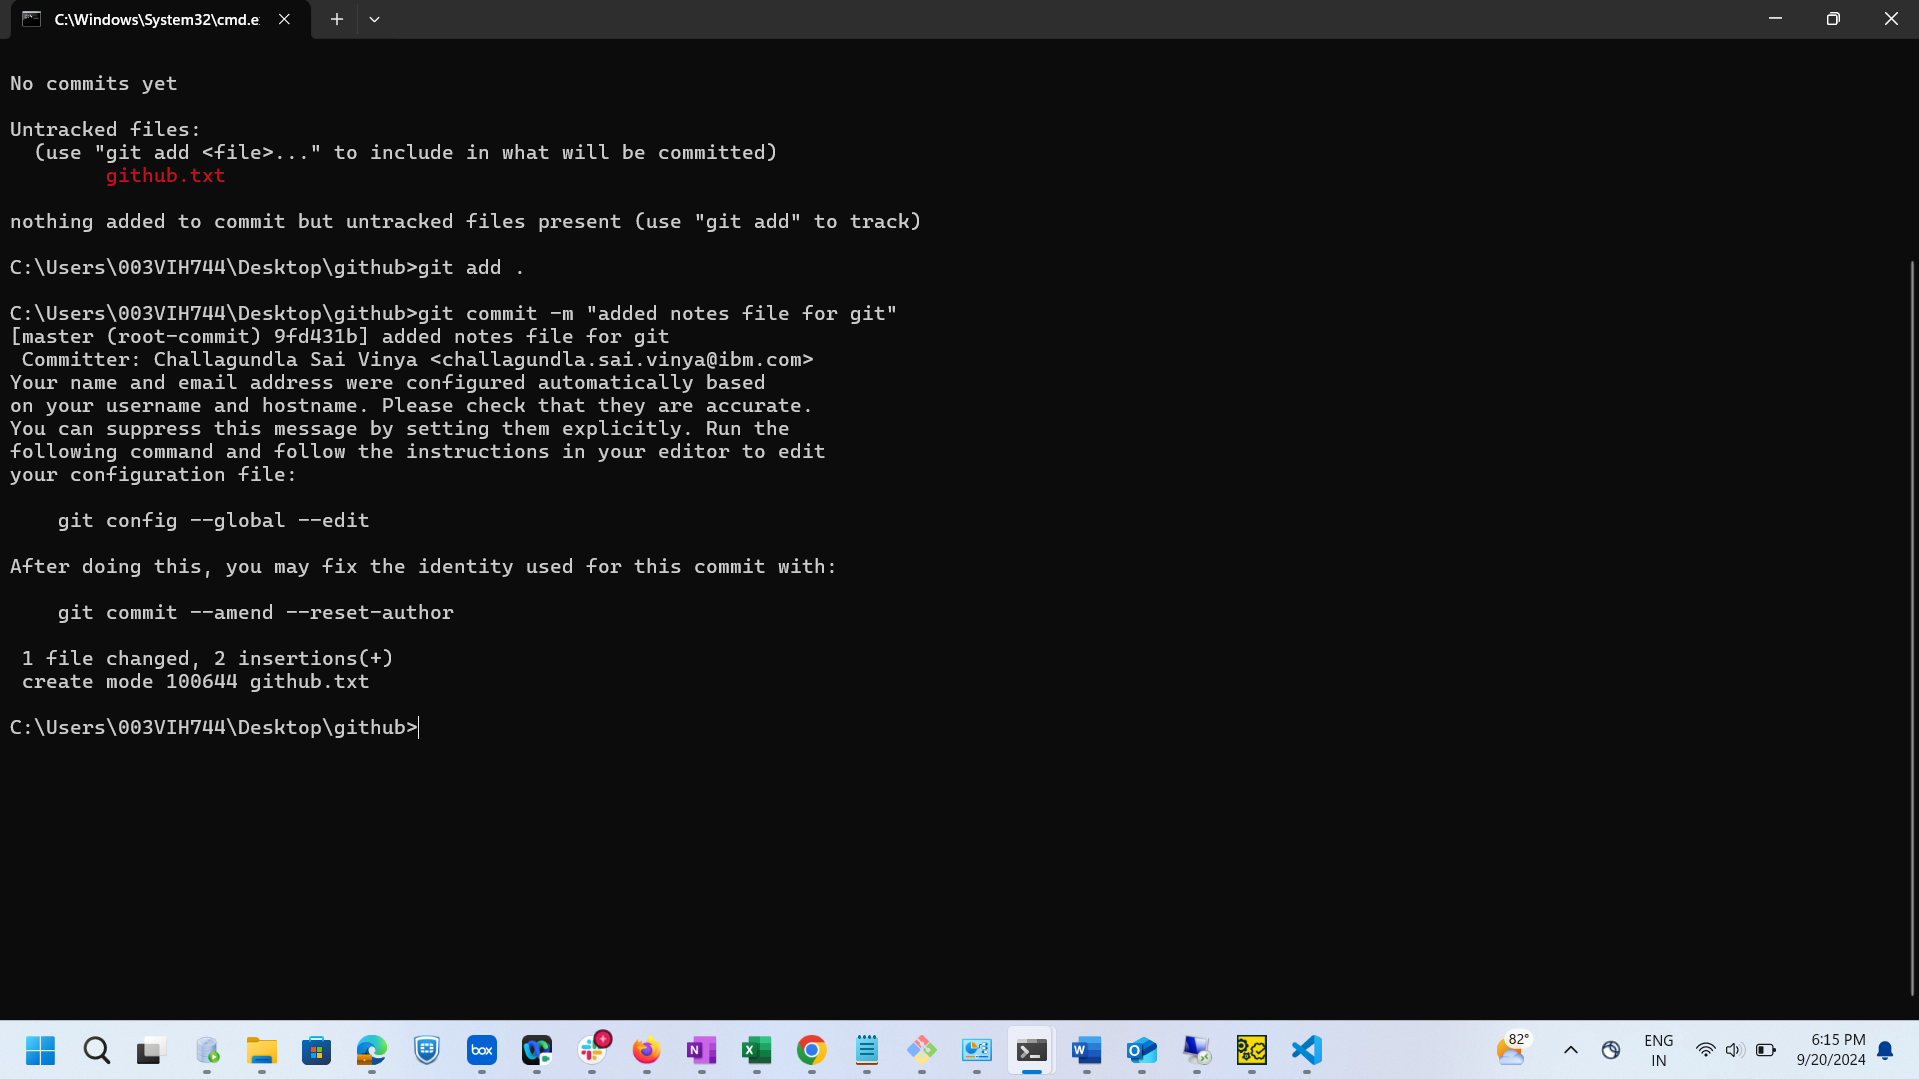 C:\Windows\System32\cmd.e
No commits yet
Untracked files:
(use "git add <file>..." to include in what will be committed)
github.txt
nothing added to commit but untracked files present (use "git add" to track)
C:\Users\003VIH744\Desktop\github>git add .
C:\Users\003VIH744\Desktop\github>git commit -m "added notes file for git"
[master (root-commit) 9fd431b] added notes file for git
Committer: Challagundla Sai Vinya <challagundla.sai.vinya@ibm.com>
Your name and email address were configured automatically based
on your username and hostname. Please check that they are accurate.
You can suppress this message by setting them explicitly. Run the
following command and follow the instructions in your editor to edit
your configuration file:
git config --global --edit
After doing this, you may fix the identity used for this commit with:
git commit --amend --reset-author
1 file changed, 2 insertions(+)
create mode 100644 github.txt
C:\Users\003VIH744\Desktop\github>
box
82°
ENG
IN
6:15 PM
9/20/2024